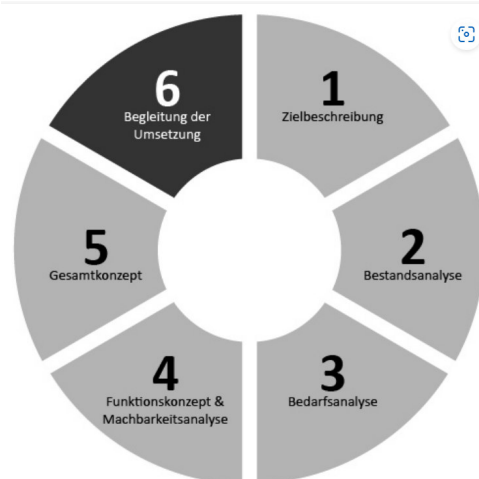 1
Zielbeschreibung
2
Bestandsanalyse
3
Bedarfsanalyse
4
Funktionskonzept &
Machbarkeitsanalyse
5
Gesamtkonzept
6
Begleitung der
Umsetzung